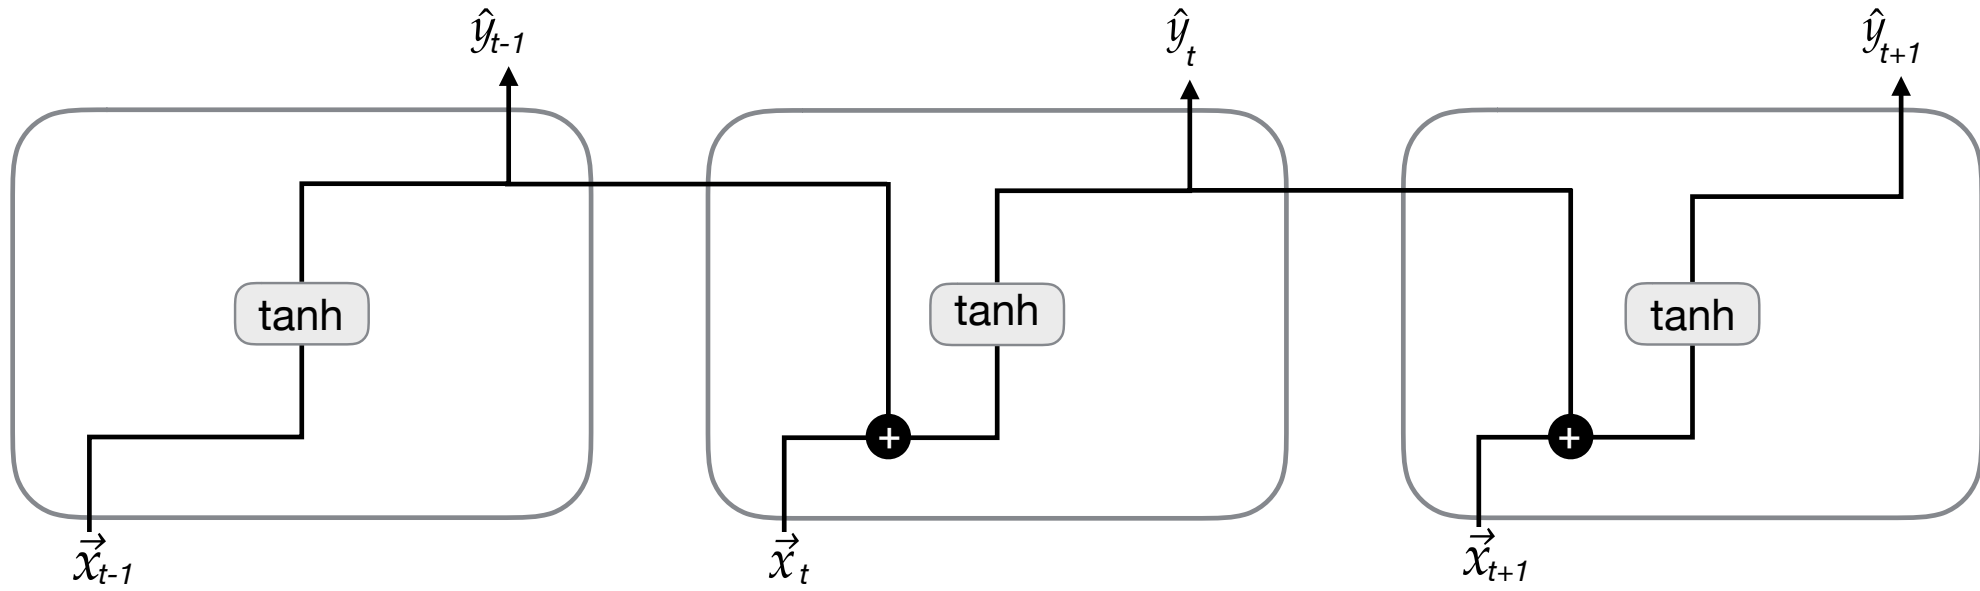 ŷt-1
ŷt
ŷt+1
tanh
tanh
tanh
+
+
x⃗t-1
x⃗t
x⃗t+1